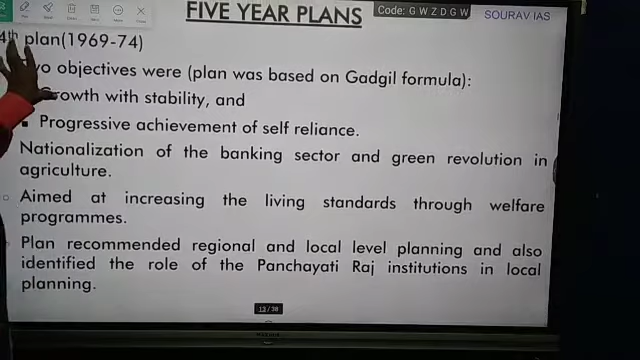 FIVE YEAR PLANS
Code: G W Z D G W
SOURAV IAS
4th plan(1969-74)
objectives were (plan was based on Gadgil formula):
Growth with stability, and
▪ Progressive achievement of self reliance.
Nationalization of the banking sector and green revolution in
agriculture.
Aimed at increasing the living standards through welfare
programmes.
Plan recommended regional and local level planning and also
identified the role of the Panchayati Raj institutions in local
planning.
13/38